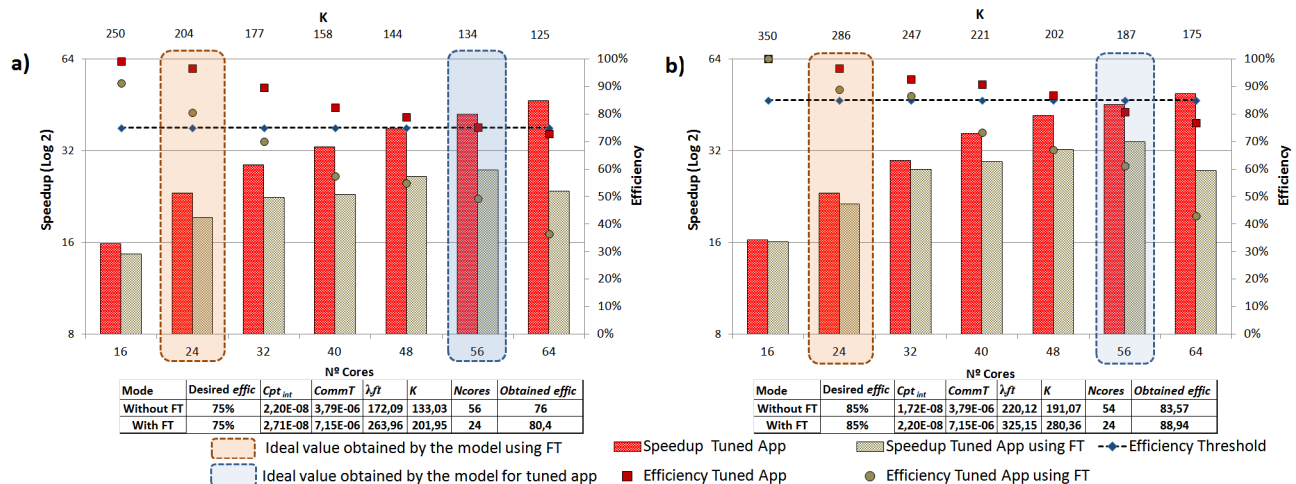 K
250 204 177 158 144 134 125
a)
64 100%
90%
80%
70%
32
60%
50%
40%
16
30%
20%
10%
8 0%
Speedup (Log 2)
Efficiency
16 24 32 40 48 56 64
Nº Cores
Mode Desired effic Cpt int CommT λft K Ncores Obtained effic
Without FT 75% 2,20E-08 3,79E-06 172,09 133,03 56 76
With FT 75% 2,71E-08 7,15E-06 263,96 201,95 24 80,4
K
350 286 247 221 202 187 175
b)
64 100%
90%
80%
70%
32
60%
50%
40%
16
30%
20%
10%
8 0%
Speedup (Log 2)
Efficiency
16 24 32 40 48 56 64
Nº Cores
Mode Desired effic Cpt int CommT λft K Ncores Obtained effic
Without FT 85% 1,72E-08 3,79E-06 220,12 191,07 54 83,57
With FT 85% 2,20E-08 7,15E-06 325,15 280,36 24 88,94
Ideal value obtained by the model using FT
Speedup Tuned App
Speedup Tuned App using FT
Efficiency Threshold
Ideal value obtained by the model for tuned app
Efficiency Tuned App
Efficiency Tuned App using FT